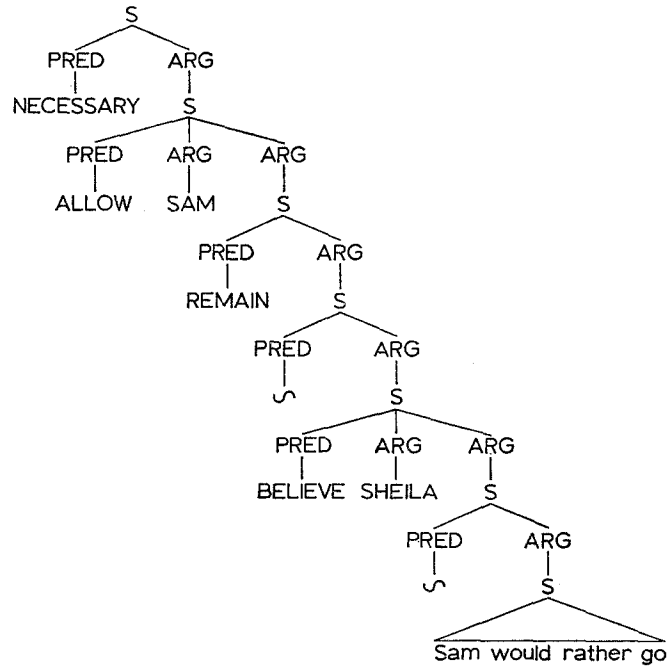 S
PRED ARG
NECESSARY S
PRED ARG ARG
ALLOW SAM S
PRED ARG
REMAIN S
PRED ARG
∽ S
PRED ARG ARG
BELIEVE SHEILA S
PRED ARG
∽ S
Sam would rather go